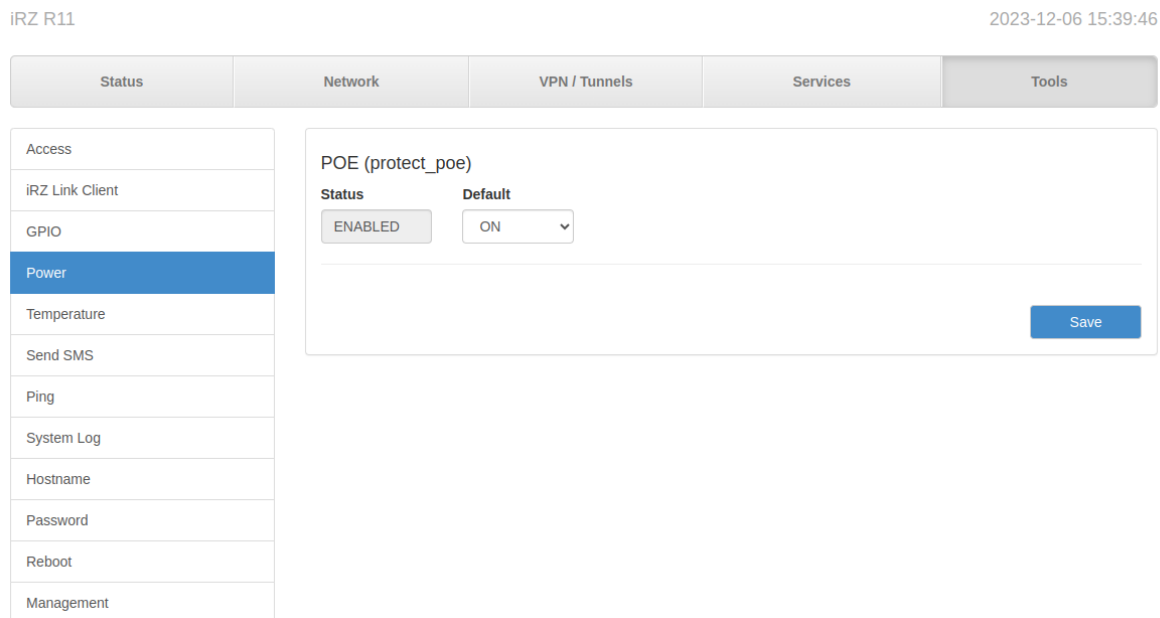 iRZ R11 2023-12-06 15:39:46
Status Network VPN / Tunnels Services Tools
Access
iRZ Link Client
GPIO
Power
Temperature
Send SMS
Ping
System Log
Hostname
Password
Reboot
Management
POE (protect_poe)
Status Default
ENABLED ON
Save